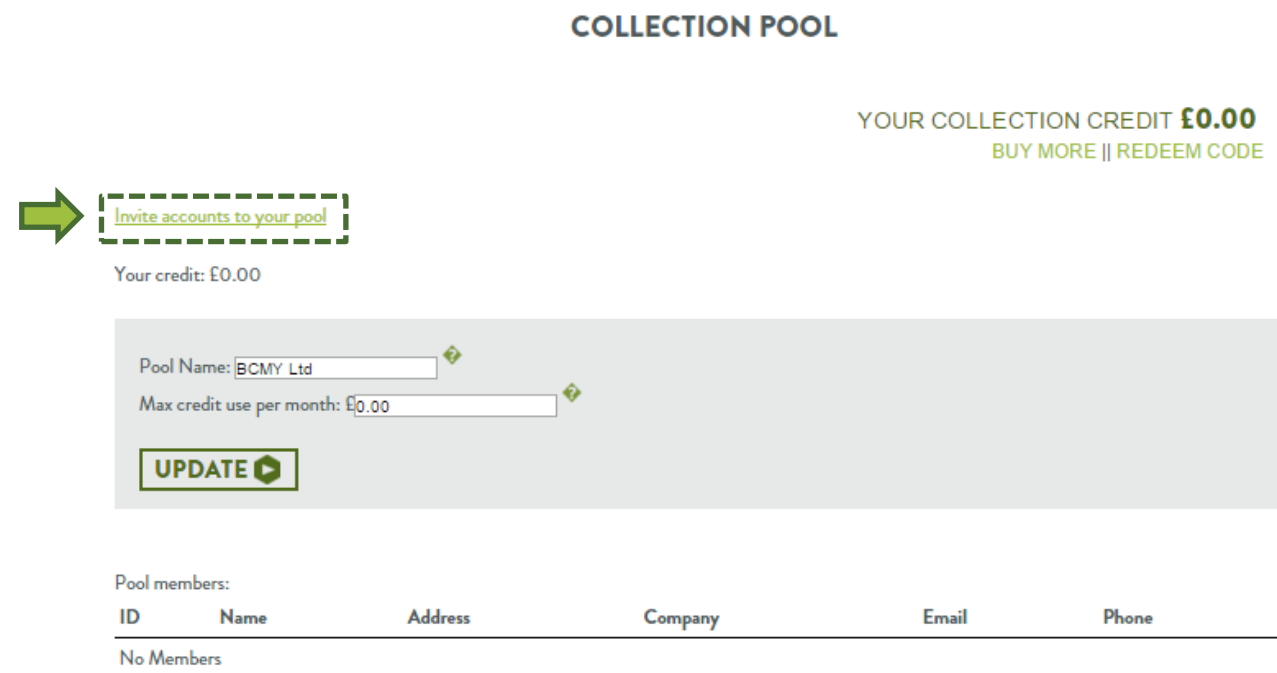 COLLECTION POOL
YOUR COLLECTION CREDIT £0.00
BUY MORE || REDEEM CODE
Invite accounts to your pool
Your credit: £0.00
Pool Name: BCMY Ltd ?
Max credit use per month: £0.00 ?
UPDATE
Pool members:
ID Name Address Company Email Phone
No Members